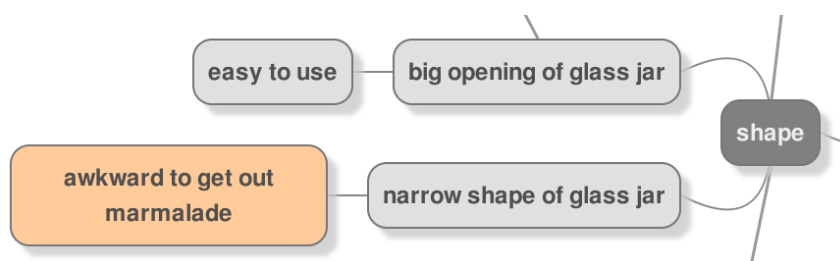 easy to use
big opening of glass jar
shape
awkward to get out
marmalade
narrow shape of glass jar